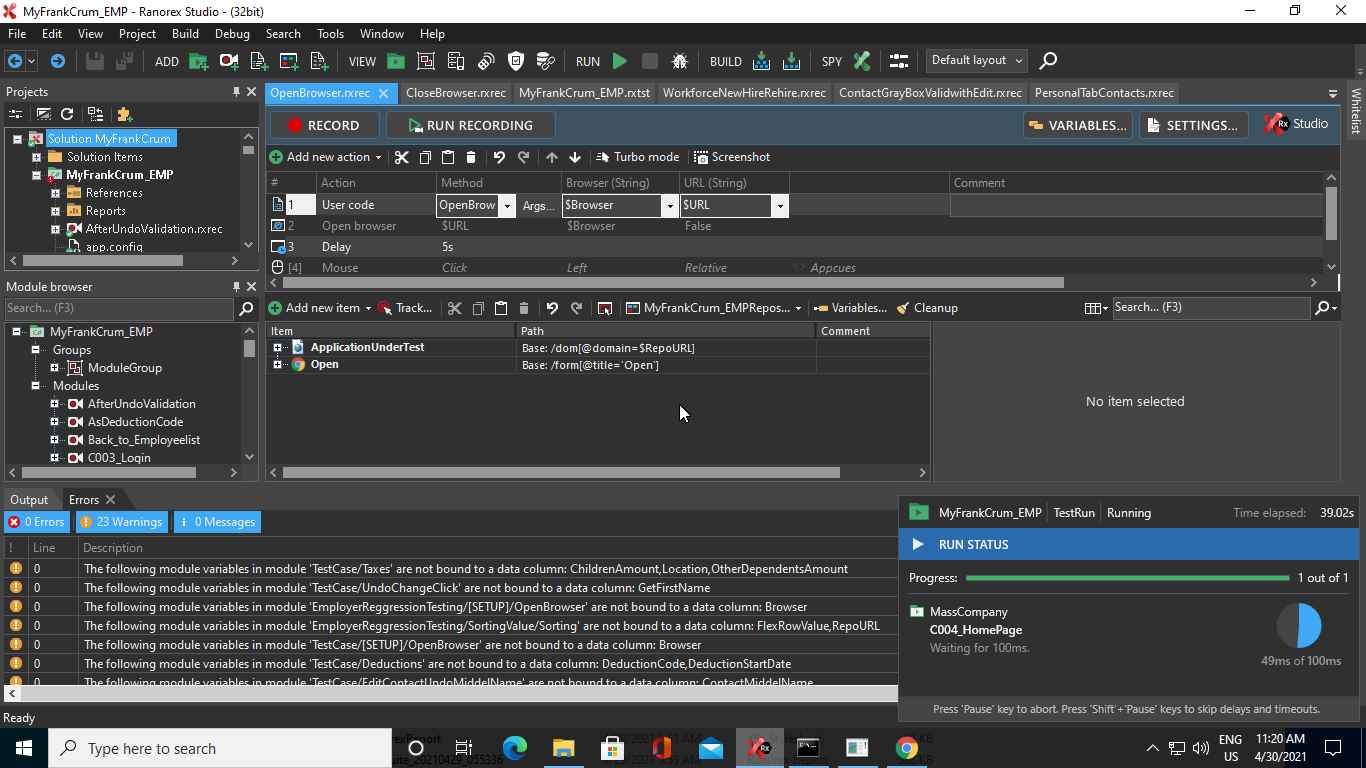 MyFrankCrum_EMP - Ranorex Studio - (32bit)
File Edit View Project Build Debug Search Tools Window Help
ADD VIEW RUN BUILD SPY Default layout
Projects
OpenBrowser.rxrec CloseBrowser.rxrec MyFrankCrum_EMP.rxtst WorkforceNewHireRehire.rxrec ContactGrayBoxValidwithEdit.rxrec PersonalTabContacts.rxrec
Whitelist
RECORD RUN RECORDING VARIABLES... SETTINGS... Rx Studio
Solution MyFrankCrum
Solution Items
MyFrankCrum_EMP
References
Reports
AfterUndoValidation.rxrec
app.config
Add new action Turbo mode Screenshot
# Action Method Browser (String) URL (String) Comment
1 User code OpenBrow Args... $Browser $URL
2 Open browser $URL $Browser False
3 Delay 5s
[4] Mouse Click Left Relative Appcues
Module browser
Search... (F3)
MyFrankCrum_EMP
Groups
ModuleGroup
Modules
AfterUndoValidation
AsDeductionCode
Back_to_Employeelist
C003_Login
Add new item Track... MyFrankCrum_EMPRepos... Variables... Cleanup Search... (F3)
Item Path Comment
ApplicationUnderTest Base: /dom[@domain=$RepoURL]
Open Base: /form[@title='Open']
No item selected
Output Errors
0 Errors 23 Warnings 0 Messages
! Line Description
0 The following module variables in module 'TestCase/Taxes' are not bound to a data column: ChildrenAmount,Location,OtherDependentsAmount
0 The following module variables in module 'TestCase/UndoChangeClick' are not bound to a data column: GetFirstName
0 The following module variables in module 'EmployerReggressionTesting/[SETUP]/OpenBrowser' are not bound to a data column: Browser
0 The following module variables in module 'EmployerReggressionTesting/SortingValue/Sorting' are not bound to a data column: FlexRowValue,RepoURL
0 The following module variables in module 'TestCase/[SETUP]/OpenBrowser' are not bound to a data column: Browser
0 The following module variables in module 'TestCase/Deductions' are not bound to a data column: DeductionCode,DeductionStartDate
0 The following module variables in module 'TestCase/EditContactUndoMiddelName' are not bound to a data column: ContactMiddelName
MyFrankCrum_EMP TestRun Running Time elapsed: 39.02s
RUN STATUS
Progress: 1 out of 1
MassCompany
C004_HomePage
Waiting for 100ms.
49ms of 100ms
Press 'Pause' key to abort. Press 'Shift'+'Pause' keys to skip delays and timeouts.
Ready
Type here to search
ENG
US
11:20 AM
4/30/2021